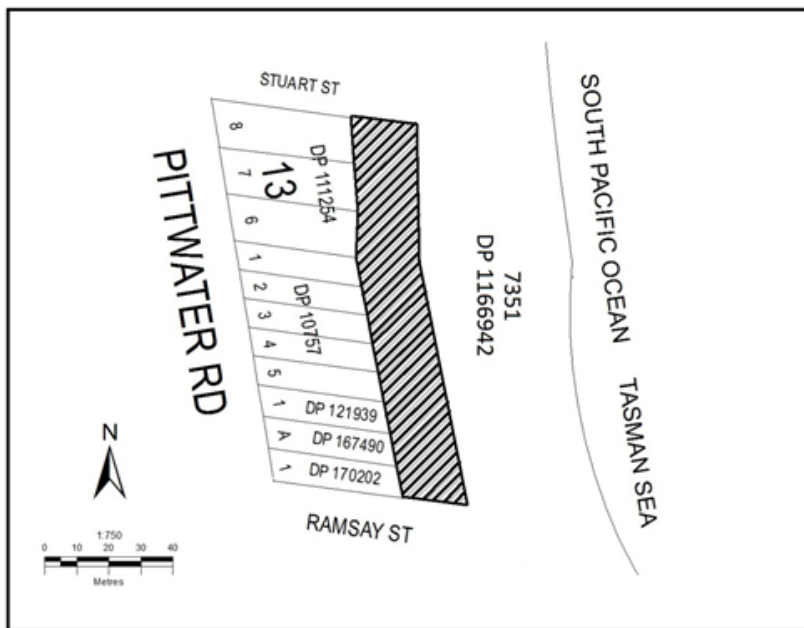 STUART ST
PITTWATER RD
8
7
6
1
2
3
4
5
1
A
1
13
DP 111254
DP 10757
DP 121939
DP 167490
DP 170202
RAMSAY ST
7351
DP 1166942
SOUTH PACIFIC OCEAN TASMAN SEA
N
1:750
0 10 20 30 40
Metres